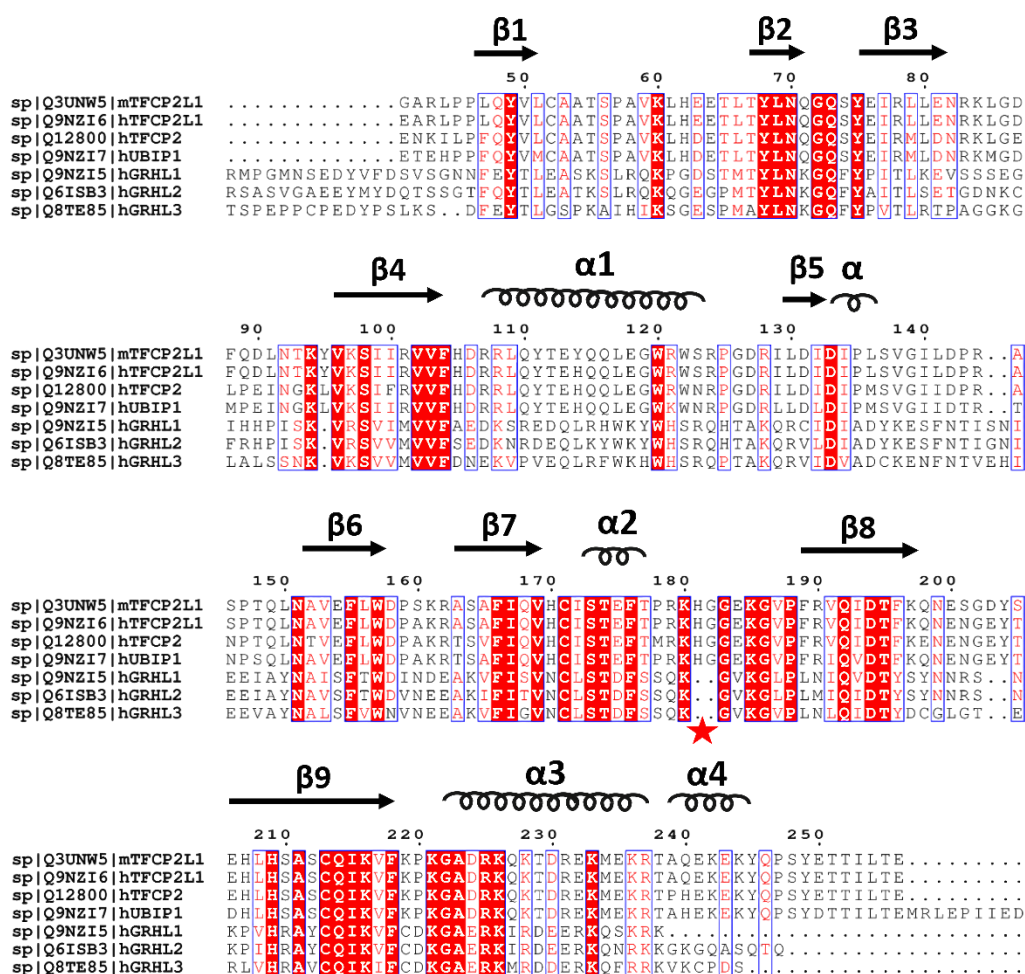 β1 β2 β3
50 60 70 80
sp|Q3UNW5|mTFCP2L1 .............GARLPPLQYVLCAATSPAVKLHEETLTYLNQGQSYEIRLLENRKLGD
sp|Q9NZI6|hTFCP2L1 .............EARLPPLQYVLCAATSPAVKLHEETLTYLNQGQSYEIRLLENRKLGD
sp|Q12800|hTFCP2 .............ENKILPFQYVLCAATSPAVKLHDETLTYLNQGQSYEIRMLDNRKLGE
sp|Q9NZI7|hUBIP1 .............ETEHPPFQYVMCAATSPAVKLHDETLTYLNQGQSYEIRMLDNRKMGD
sp|Q9NZI5|hGRHL1 RMPGMNSEDYVFDSVSGNNFEYTLEASKSLRQKPGDSTMTYLNKGQFYPITLKEVSSSEG
sp|Q6ISB3|hGRHL2 RSASVGAEEYMYDQTSSGTFQYTLEATKSLRQKQGEGPMTYLNKGQFYAITLSETGDNKC
sp|Q8TE85|hGRHL3 TSPEPPCPEDYPSLKS..DFEYTLGSPKAIHIKSGESPMAYLNKGQFYPVTLRTPAGGKG
β4 α1 β5 α
90 100 110 120 130 140
sp|Q3UNW5|mTFCP2L1 FQDLNTKYVKSIIRVVFHDRRLQYTEYQQLEGWRWSRPGDRILDIDIPLSVGILDPR..A
sp|Q9NZI6|hTFCP2L1 FQDLNTKYVKSIIRVVFHDRRLQYTEHQQLEGWRWSRPGDRILDIDIPLSVGILDPR..A
sp|Q12800|hTFCP2 LPEINGKLVKSIFRVVFHDRRLQYTEHQQLEGWRWNRPGDRILDIDIPMSVGIIDPR..A
sp|Q9NZI7|hUBIP1 MPEINGKLVKSIIRVVFHDRRLQYTEHQQLEGWKWNRPGDRLLDLDIPMSVGIIDTR..T
sp|Q9NZI5|hGRHL1 IHHPISK.VRSVIMVVFAEDKSREDQLRHWKYWHSRQHTAKQRCIDIADYKESFNTIGNI
sp|Q6ISB3|hGRHL2 FRHPISK.VRSVVMVVFSEDKNRDEQLKYWKYWHSRQHTAKQRVLDIADYKESFNTIGNI
sp|Q8TE85|hGRHL3 LALSSNK.VKSVVMVVFDNEKVPVEQLRFWKHWHSRQPTAKQRVIDVADCKENFNTVEHI
β6 β7 α2 β8
150 160 170 180 190 200
sp|Q3UNW5|mTFCP2L1 SPTQLNAVEFLWDPSKRASAFIQVHCISTEFTPRKHGGEKGVPFRVQIDTFKQNESGDYS
sp|Q9NZI6|hTFCP2L1 SPTQLNAVEFLWDPAKRASAFIQVHCISTEFTPRKHGGEKGVPFRVQIDTFKQNENGEYT
sp|Q12800|hTFCP2 NPTQLNTVEFLWDPAKRTSVFIQVHCISTEFTMRKHGGEKGVPFRVQIDTFKENENGEYT
sp|Q9NZI7|hUBIP1 NPSQLNAVEFLWDPAKRTSAFIQVHCISTEFTPRKHGGEKGVPFRIQVDTFKQNENGEYT
sp|Q9NZI5|hGRHL1 EEIAYNAISFTWDINDEAKVFISVNCLSTDFSSQK..GVKGLPLNIQVDTYSYNNRS..N
sp|Q6ISB3|hGRHL2 EEIAYNAVSFTWDVNEEAKIFITVNCLSTDFSSQK..GVKGLPLMIQIDTYSYNNRS..N
sp|Q8TE85|hGRHL3 EEVAYNALSFVWNVNEEAKVFIGVNCLSTDFSSQK..GVKGVPLNLQIDTYDCGLGT..E
β9 α3 α4
210 220 230 240 250
sp|Q3UNW5|mTFCP2L1 EHLHSASCQIKVFKPKGADRKQKTDREKMEKRTAQEKEKYQPSYETTILTE.........
sp|Q9NZI6|hTFCP2L1 EHLHSASCQIKVFKPKGADRKQKTDREKMEKRTAQEKEKYQPSYETTILTE.........
sp|Q12800|hTFCP2 EHLHSASCQIKVFKPKGADRKQKTDREKMEKRTPHEKEKYQPSYETTILTE.........
sp|Q9NZI7|hUBIP1 DHLHSASCQIKVFKPKGADRKQKTDREKMEKRTAHEKEKYQPSYDTTILTEMRLEPIIED
sp|Q9NZI5|hGRHL1 KPVHRAYCQIKVFCDKGAERKIRDEERKQSKRK...........................
sp|Q6ISB3|hGRHL2 KPIHRAYCQIKVFCDKGAERKIRDEERKQNRKKGKGQASQTQ..................
sp|Q8TE85|hGRHL3 RLVHRAVCQIKIFCDKGAERKMRDDERKQFRRKVKCPDS.....................